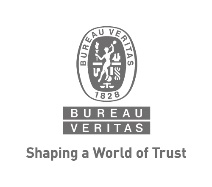 BUREAU VERITAS
1828
BUREAU
VERITAS
Shaping a World of Trust